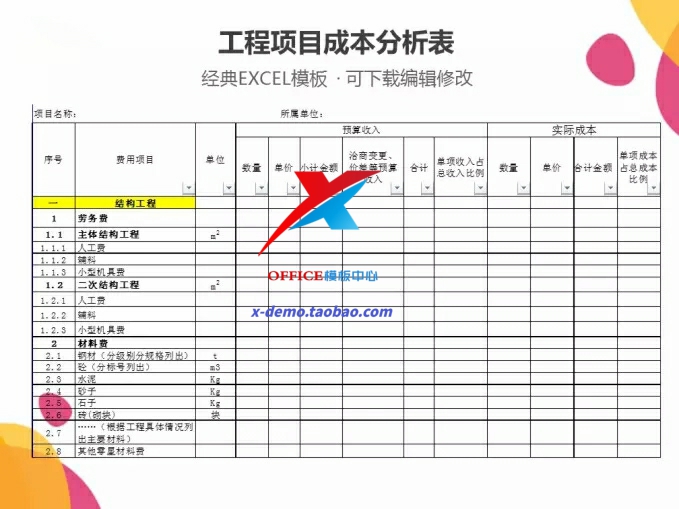 工程项目成本分析表
经典EXCEL模板 · 可下载编辑修改
项目名称: 所属单位:
序号 费用项目 单位 预算收入 实际成本
数量 单价 小计金额 洽商变更、价差等预算收入 合计 单项收入占总收入比例 数量 单价 合计金额 单项成本占总成本比例
一 结构工程
1 劳务费
1.1 主体结构工程 m²
1.1.1 人工费
1.1.2 辅料
1.1.3 小型机具费
1.2 二次结构工程 m²
1.2.1 人工费
1.2.2 辅料
1.2.3 小型机具费
2 材料费
2.1 钢材（分级别分规格列出） t
2.2 砼（分标号列出） m3
2.3 水泥 Kg
2.4 砂子 Kg
2.5 石子 Kg
2.6 砖(砌块) 块
2.7 ……（根据工程具体情况列
出主要材料）
2.8 其他零星材料费
OFFICE模板中心
x-demo.taobao.com